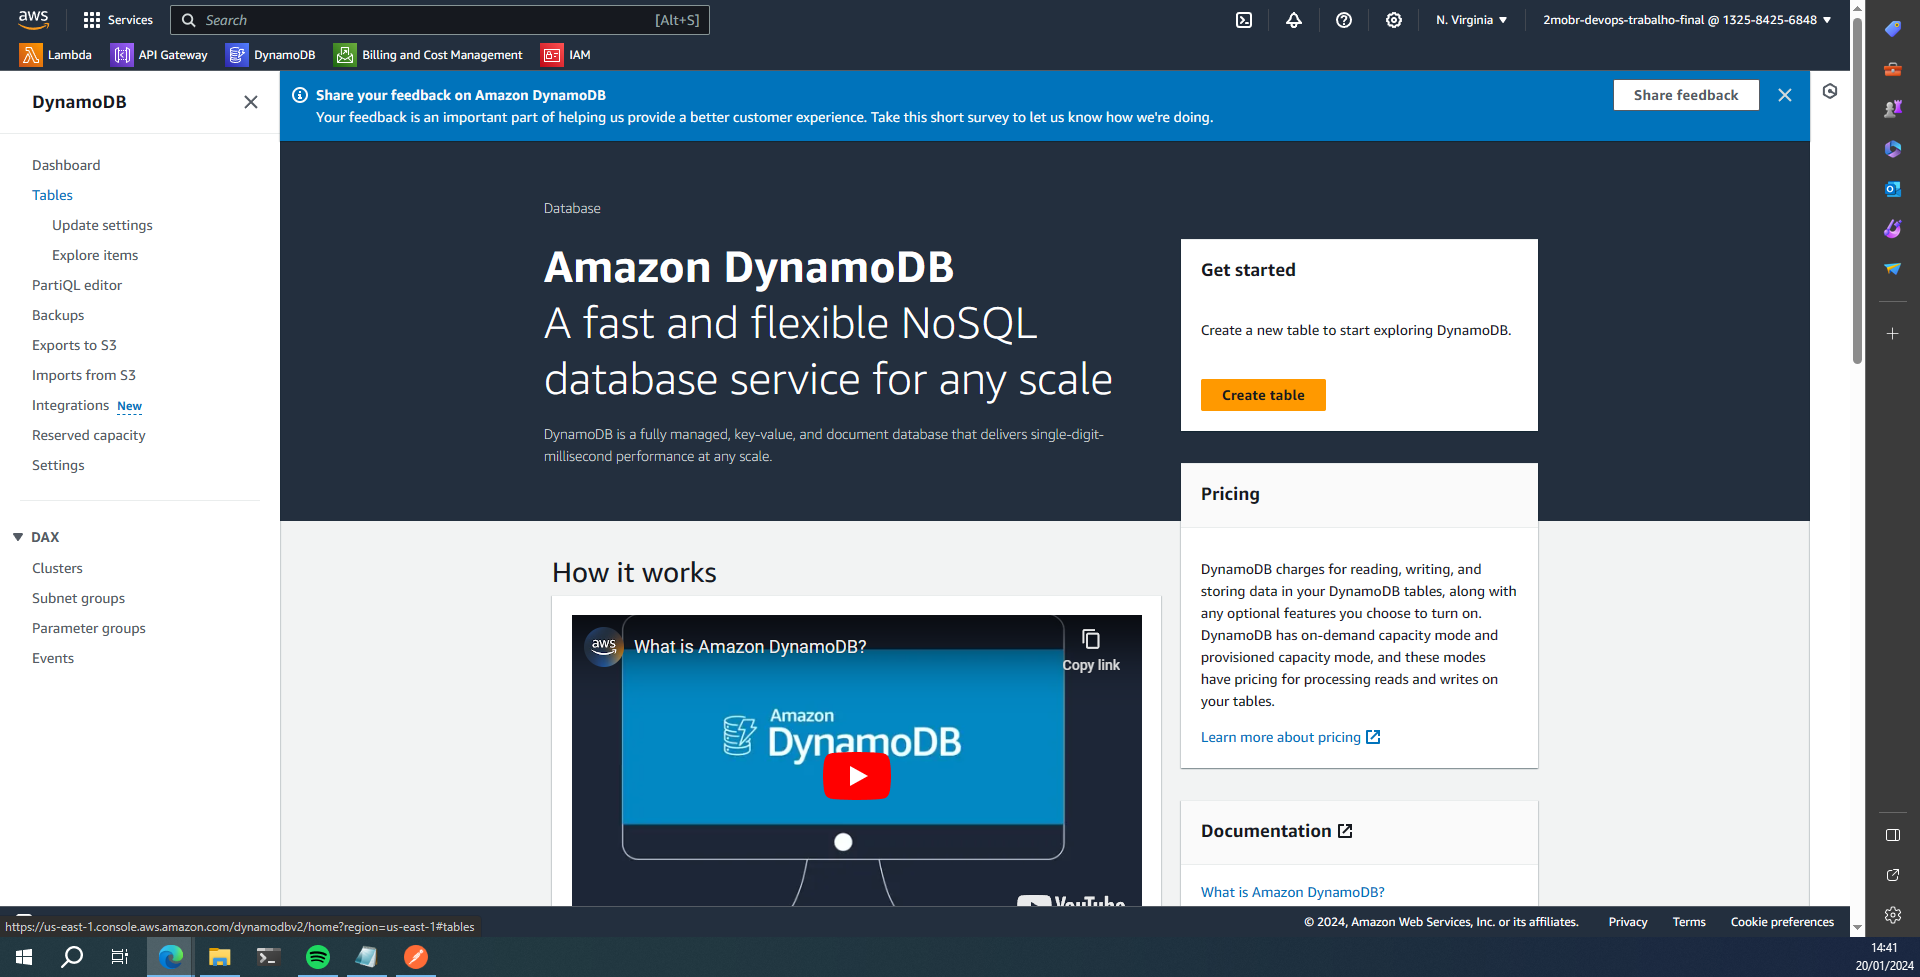 aws
Services
Search
[Alt+S]
N. Virginia
2mobr-devops-trabalho-final @ 1325-8425-6848
Lambda
API Gateway
DynamoDB
Billing and Cost Management
IAM
DynamoDB
Dashboard
Tables
Update settings
Explore items
PartiQL editor
Backups
Exports to S3
Imports from S3
Integrations New
Reserved capacity
Settings
DAX
Clusters
Subnet groups
Parameter groups
Events
Share your feedback on Amazon DynamoDB
Your feedback is an important part of helping us provide a better customer experience. Take this short survey to let us know how we're doing.
Share feedback
Database
Amazon DynamoDB
A fast and flexible NoSQL
database service for any scale
DynamoDB is a fully managed, key-value, and document database that delivers single-digit-
millisecond performance at any scale.
Get started
Create a new table to start exploring DynamoDB.
Create table
Pricing
DynamoDB charges for reading, writing, and
storing data in your DynamoDB tables, along with
any optional features you choose to turn on.
DynamoDB has on-demand capacity mode and
provisioned capacity mode, and these modes
have pricing for processing reads and writes on
your tables.
Learn more about pricing
Documentation
What is Amazon DynamoDB?
How it works
aws
What is Amazon DynamoDB?
Copy link
Amazon
DynamoDB
YouTube
https://us-east-1.console.aws.amazon.com/dynamodbv2/home?region=us-east-1#tables
© 2024, Amazon Web Services, Inc. or its affiliates.
Privacy
Terms
Cookie preferences
14:41
20/01/2024